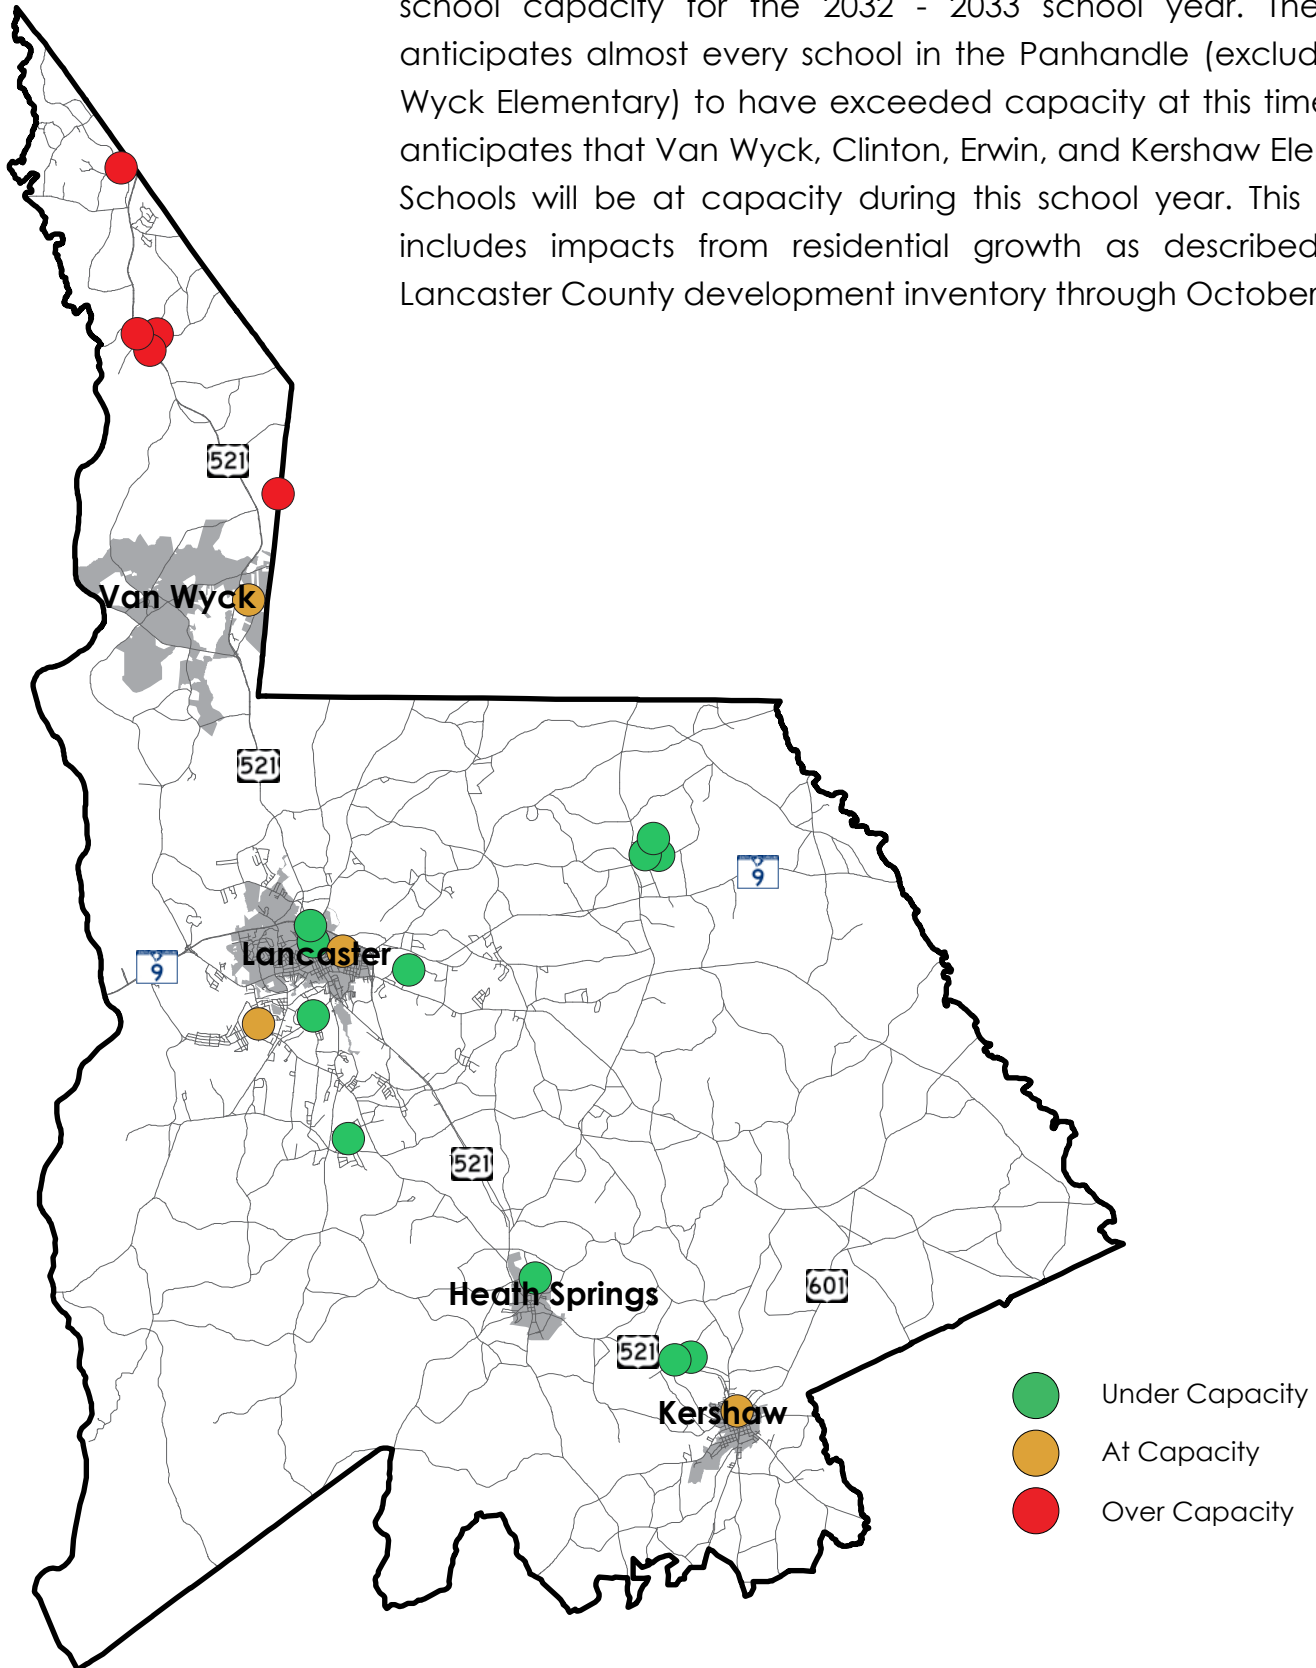 school capacity for the 2032 - 2033 school year. The
anticipates almost every school in the Panhandle (exclud
Wyck Elementary) to have exceeded capacity at this time
anticipates that Van Wyck, Clinton, Erwin, and Kershaw Ele
Schools will be at capacity during this school year. This
includes impacts from residential growth as described
Lancaster County development inventory through October
521
Van Wyck
521
9
Lancaster
9
521
Heath Springs
601
521
Kershaw
Under Capacity
At Capacity
Over Capacity